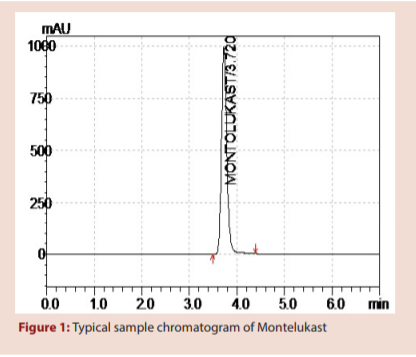 mAU
1000
750
500
250
0
MONTOLUKAST/3.720
0.0 1.0 2.0 3.0 4.0 5.0 6.0 min
Figure 1: Typical sample chromatogram of Montelukast